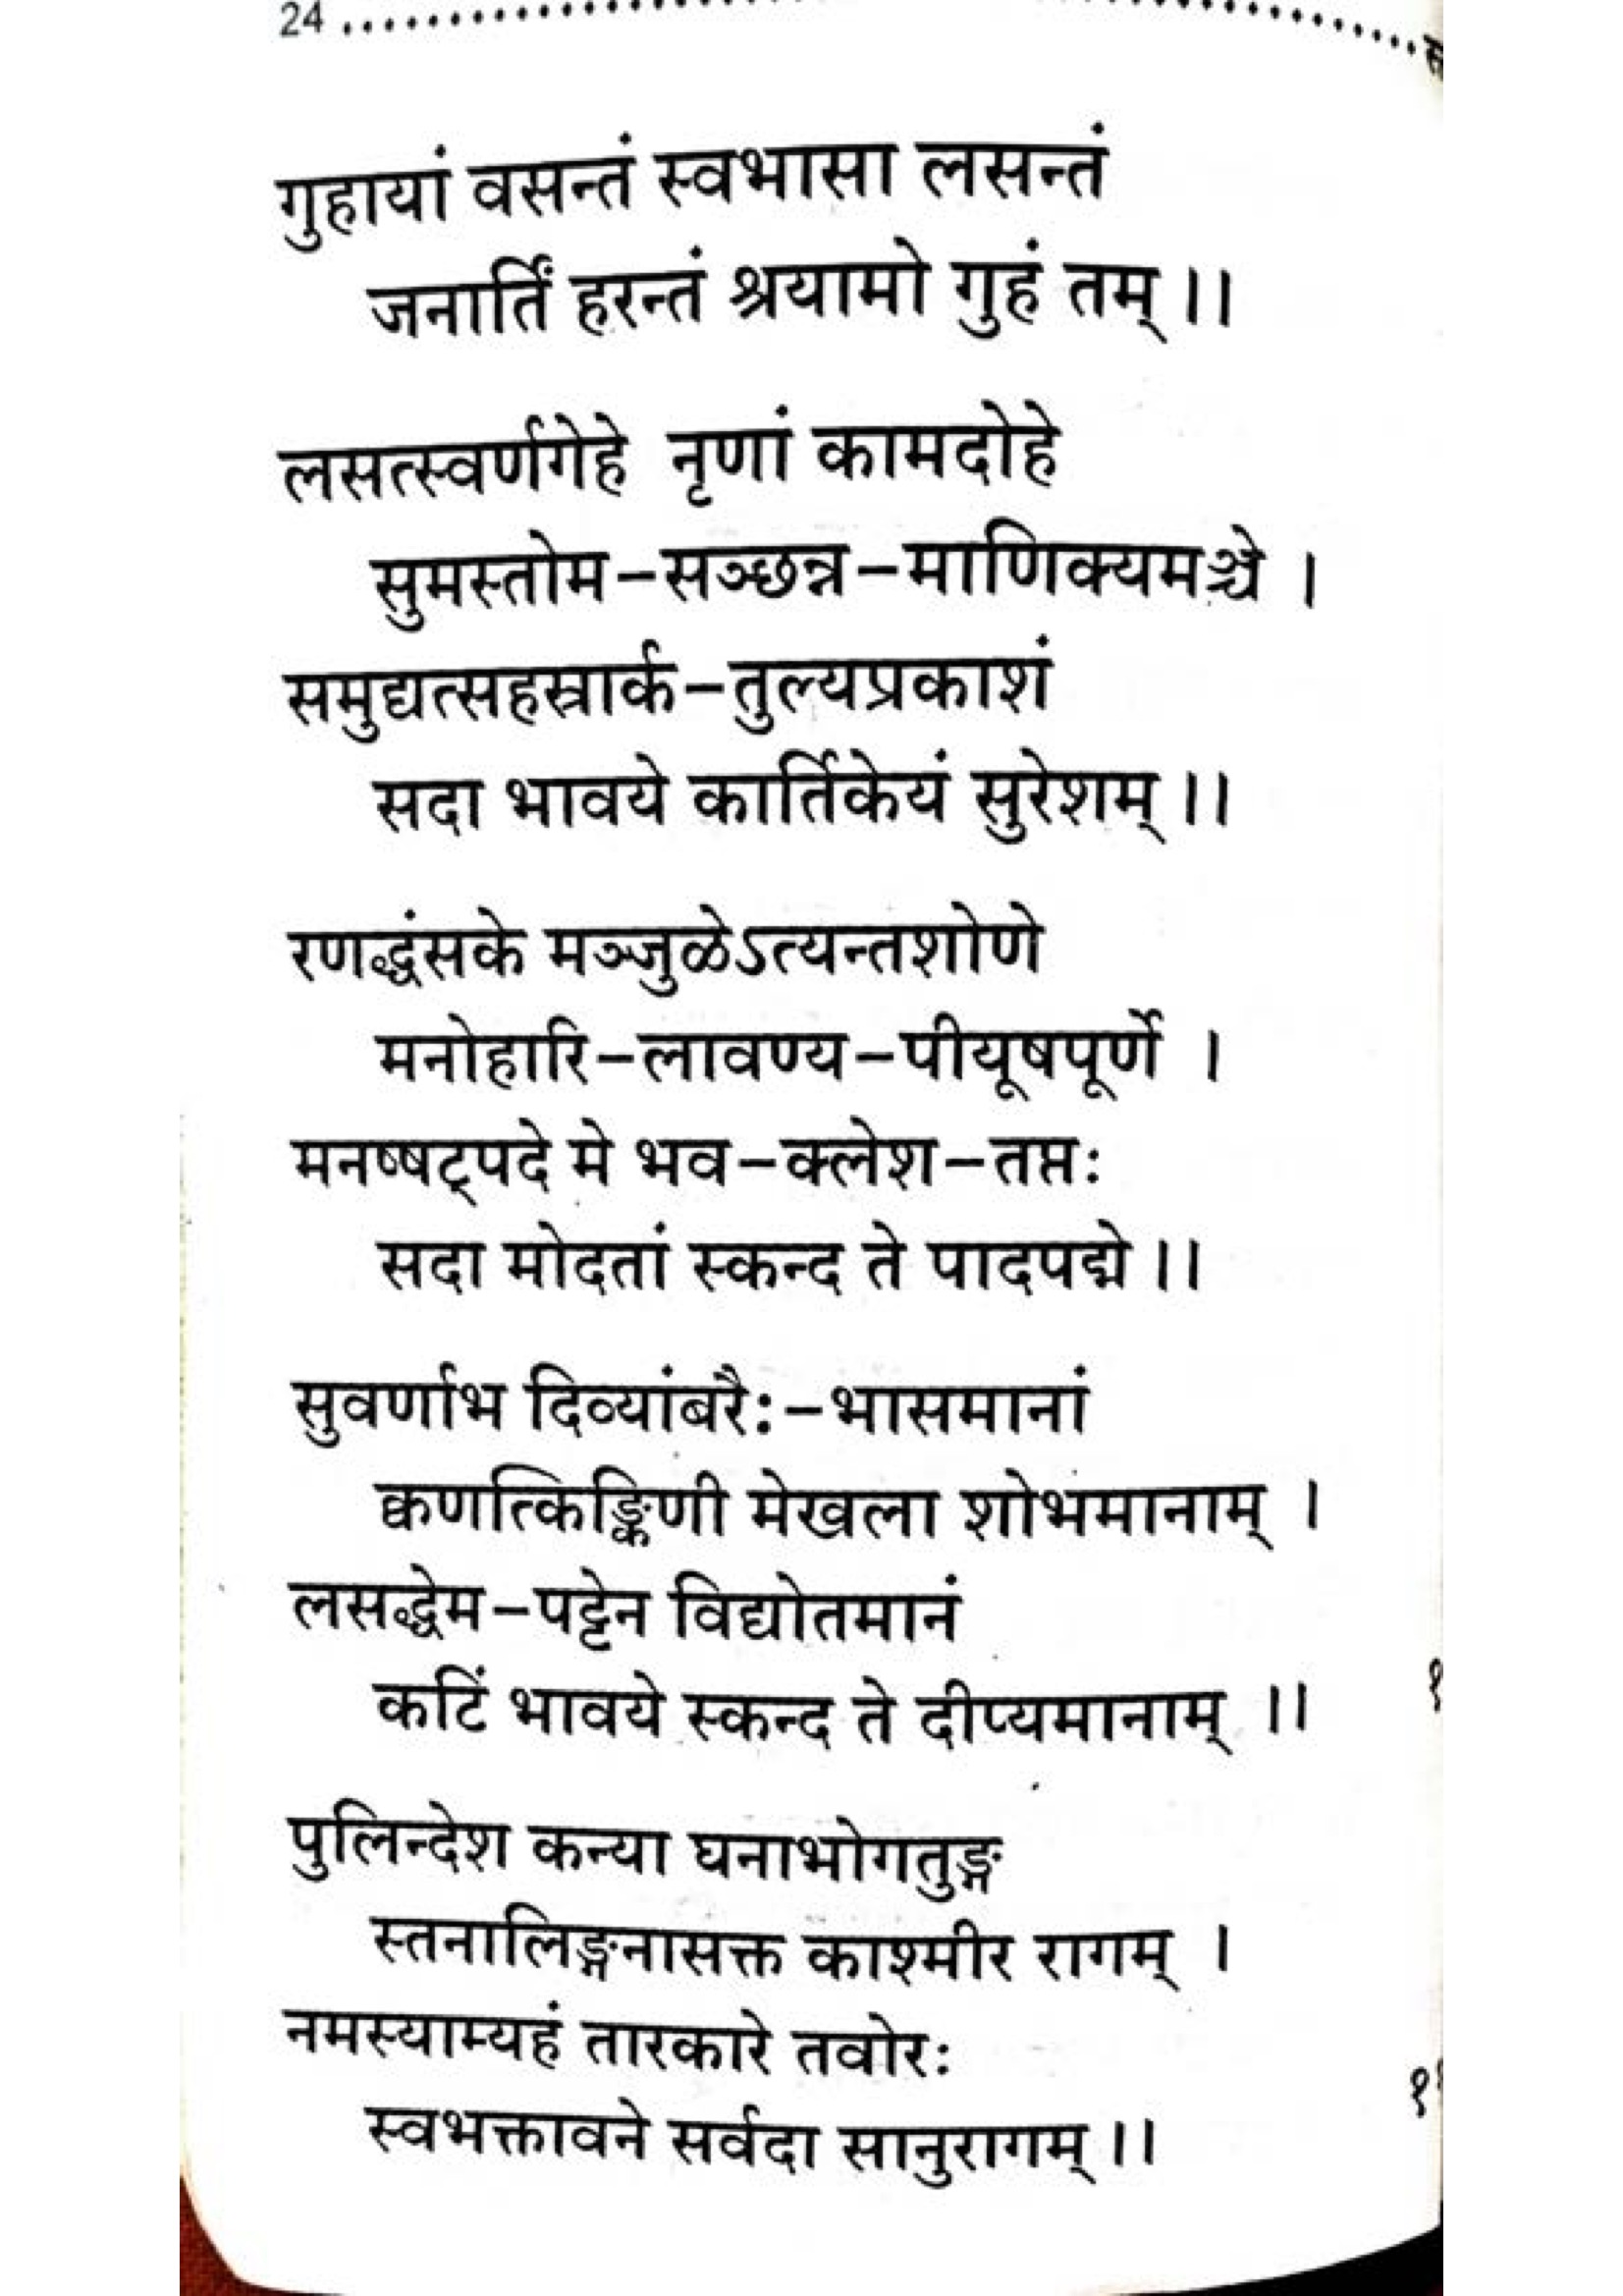 24
गुहायां वसन्तं स्वभासा लसन्तं
जनार्तिं हरन्तं श्रयामो गुहं तम् ।।
लसत्स्वर्णगेहे नृणां कामदोहे
सुमस्तोम-सञ्छन्न-माणिक्यमञ्चे ।
समुद्यत्सहस्रार्क-तुल्यप्रकाशं
सदा भावये कार्तिकेयं सुरेशम् ।।
रणद्धंसके मञ्जुळेऽत्यन्तशोणे
मनोहारि-लावण्य-पीयूषपूर्णे ।
मनष्षट्पदे मे भव-क्लेश-तप्तः
सदा मोदतां स्कन्द ते पादपद्मे ।।
सुवर्णाभ दिव्यांबरैः-भासमानां
क्वणत्किङ्किणी मेखला शोभमानाम् ।
लसद्धेम-पट्टेन विद्योतमानं
कटिं भावये स्कन्द ते दीप्यमानाम् ।।
पुलिन्देश कन्या घनाभोगतुङ्ग
स्तनालिङ्गनासक्त काश्मीर रागम् ।
नमस्याम्यहं तारकारे तवोरः
स्वभक्तावने सर्वदा सानुरागम् ।।